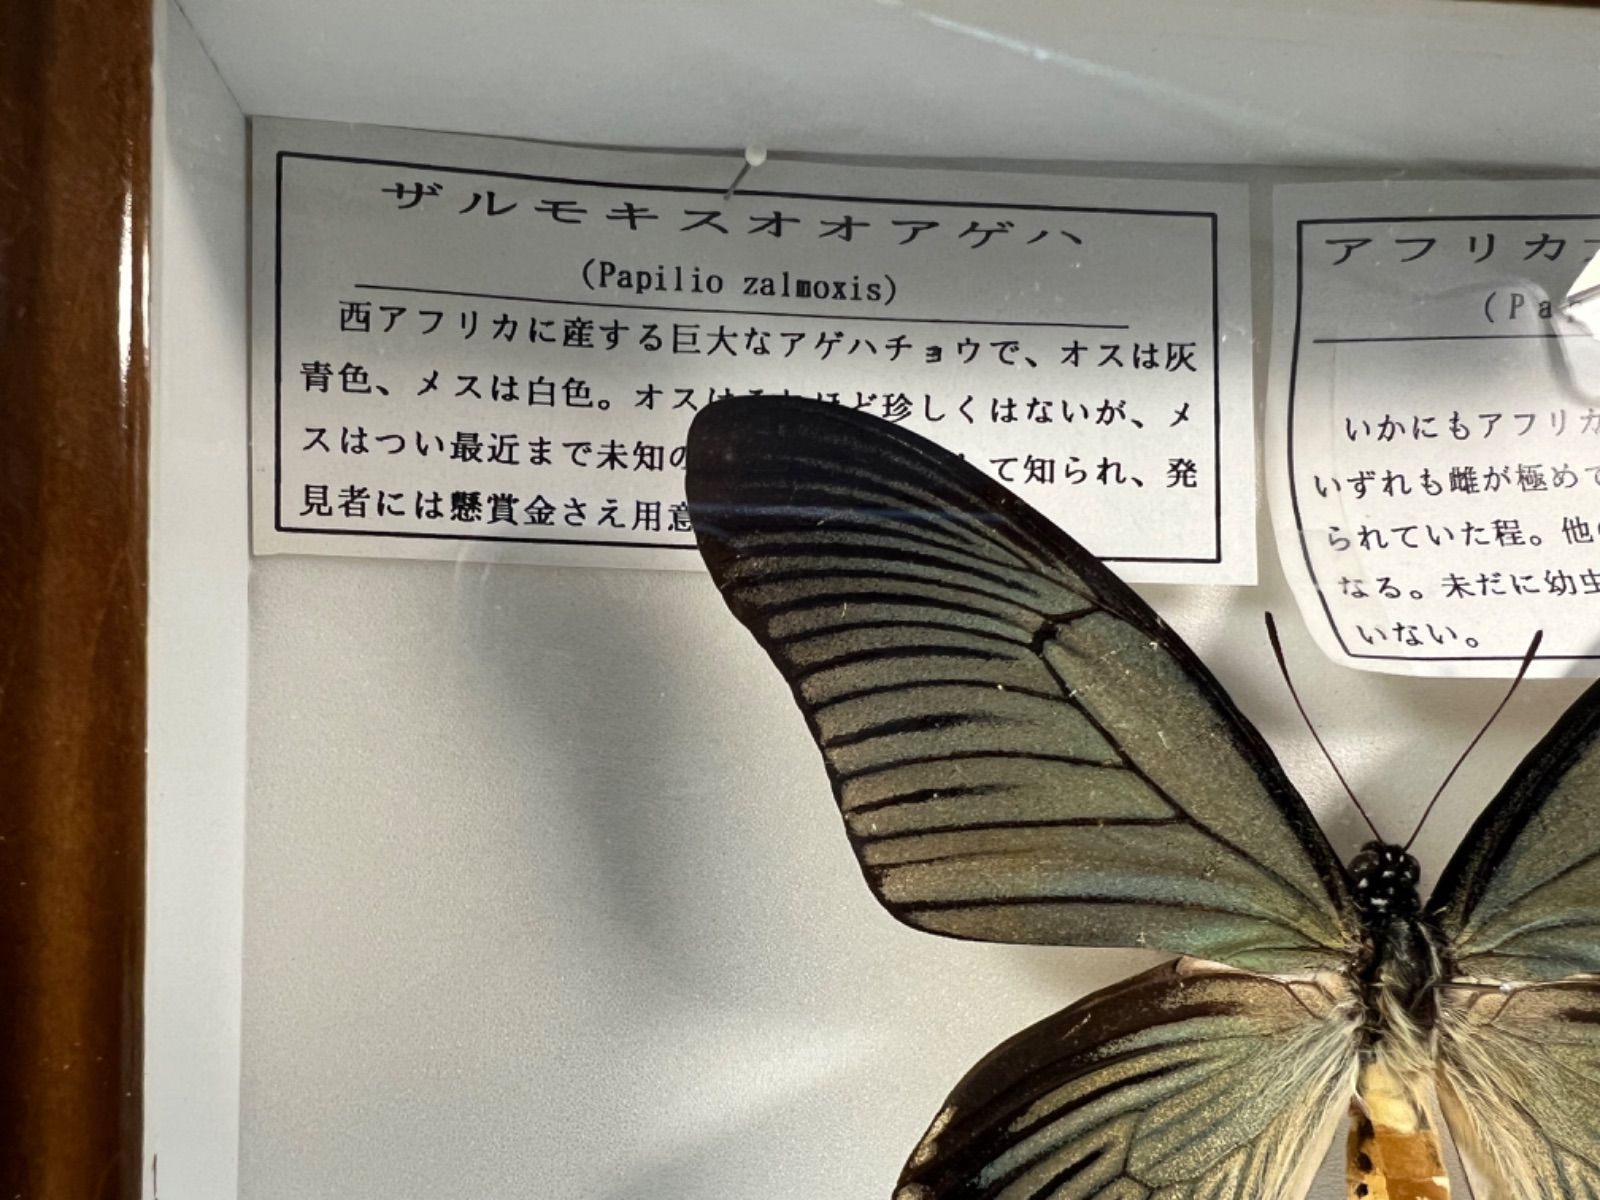 ザルモキスオオアゲハ
(Papilio zalmoxis)
西アフリカに産する巨大なアゲハチョウで、オスは灰
青色、メスは白色。オスはそれほど珍しくはないが、メ
スはつい最近まで未知の て知られ、発
見者には懸賞金さえ用意
アフリカ
(Pa
いかにもアフリカ
いずれも雌が極めて
られていた程。他の
なる。未だに幼虫
いない。